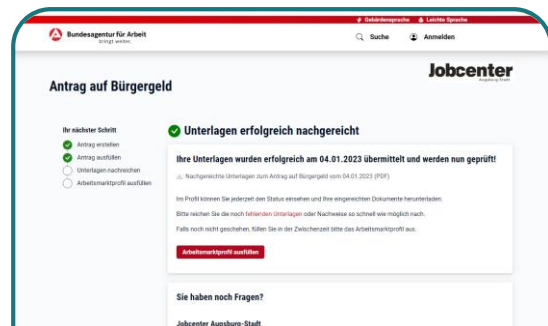 Gebärdensprache Leichte Sprache
Bundesagentur für Arbeit
bringt weiter.
Suche Anmelden
Jobcenter
Augsburg-Stadt
Antrag auf Bürgergeld
Ihr nächster Schritt
Antrag erstellen
Antrag ausfüllen
Unterlagen nachreichen
Arbeitsmarktprofil ausfüllen
Unterlagen erfolgreich nachgereicht
Ihre Unterlagen wurden erfolgreich am 04.01.2023 übermittelt und werden nun geprüft!
Nachgereichte Unterlagen zum Antrag auf Bürgergeld vom 04.01.2023 (PDF)
Im Profil können Sie jederzeit den Status einsehen und Ihre eingereichten Dokumente herunterladen.
Bitte reichen Sie die noch fehlenden Unterlagen oder Nachweise so schnell wie möglich nach.
Falls noch nicht geschehen, füllen Sie in der Zwischenzeit bitte das Arbeitsmarktprofil aus.
Arbeitsmarktprofil ausfüllen
Sie haben noch Fragen?
Jobcenter Augsburg-Stadt